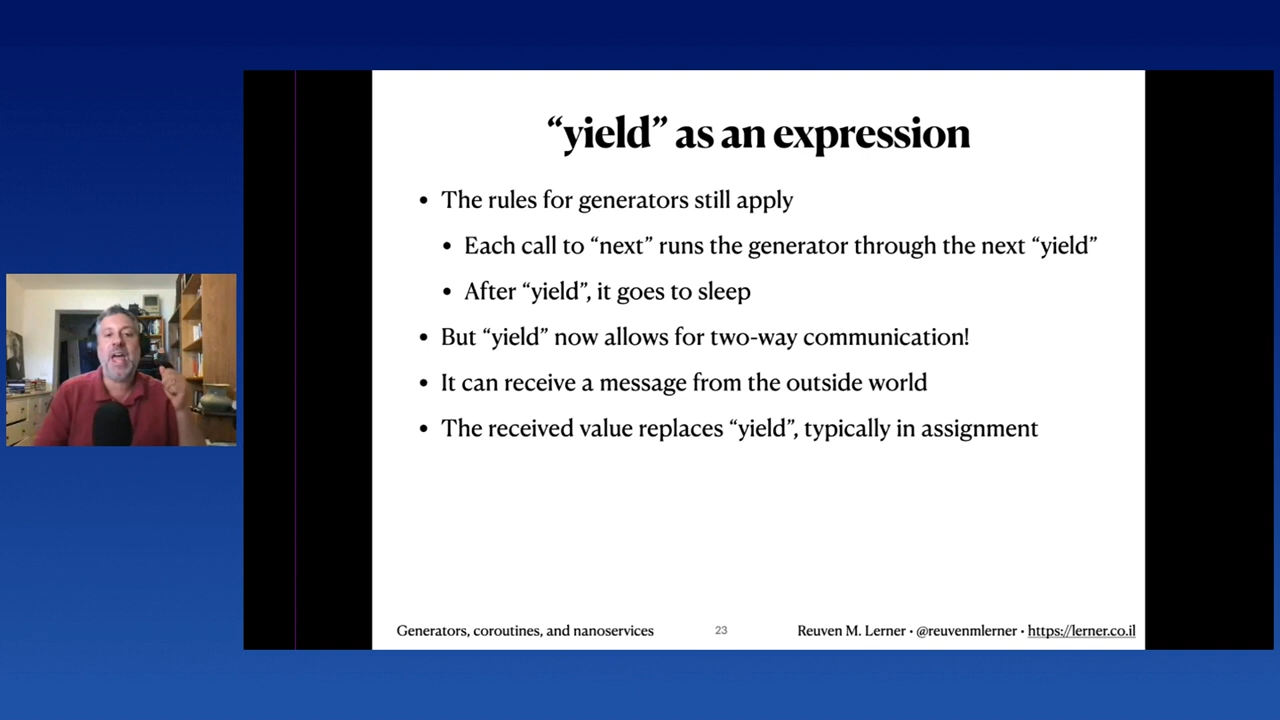 “yield” as an expression
• The rules for generators still apply
• Each call to “next” runs the generator through the next “yield”
• After “yield”, it goes to sleep
• But “yield” now allows for two-way communication!
• It can receive a message from the outside world
• The received value replaces “yield”, typically in assignment
Generators, coroutines, and nanoservices
23
Reuven M. Lerner • @reuvenmlerner • https://lerner.co.il